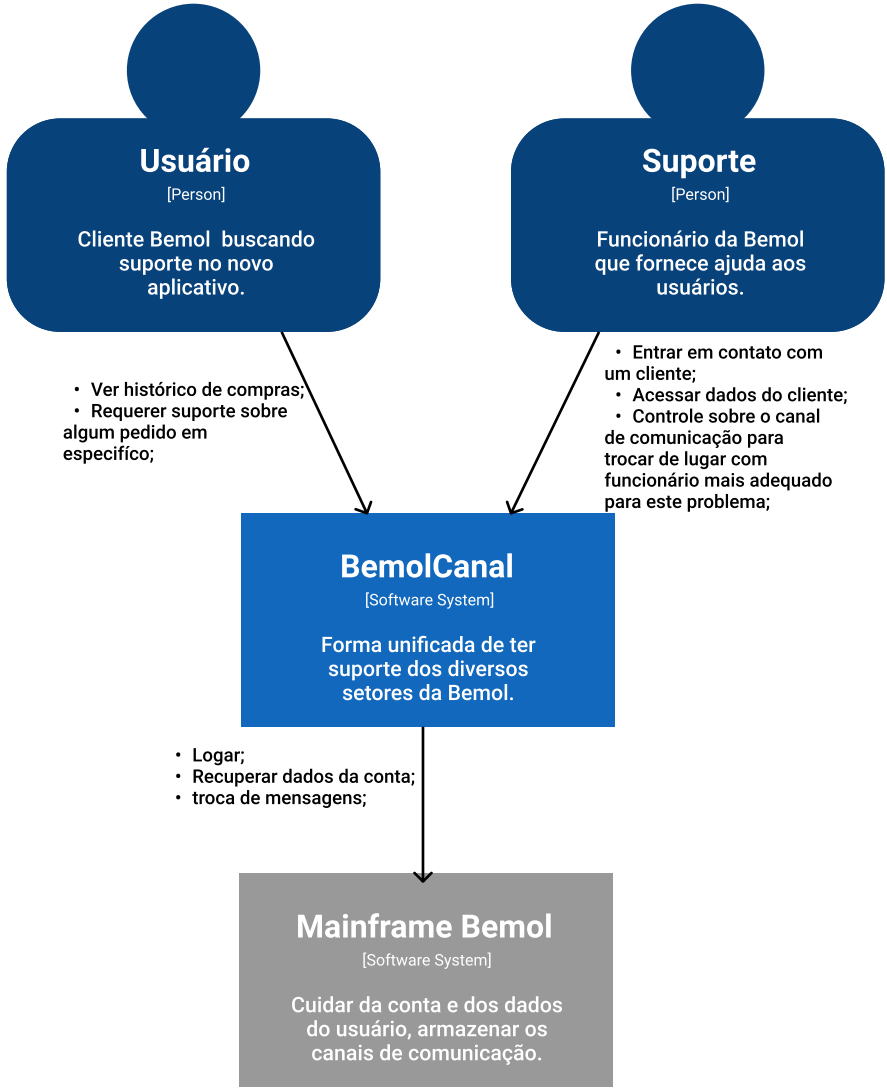 Usuário
[Person]
Cliente Bemol  buscando
suporte no novo
aplicativo.
Suporte
[Person]
Funcionário da Bemol
que fornece ajuda aos
usuários.
• Ver histórico de compras;
• Requerer suporte sobre
algum pedido em
especifíco;
• Entrar em contato com
um cliente;
• Acessar dados do cliente;
• Controle sobre o canal
de comunicação para
trocar de lugar com
funcionário mais adequado
para este problema;
BemolCanal
[Software System]
Forma unificada de ter
suporte dos diversos
setores da Bemol.
• Logar;
• Recuperar dados da conta;
• troca de mensagens;
Mainframe Bemol
[Software System]
Cuidar da conta e dos dados
do usuário, armazenar os
canais de comunicação.